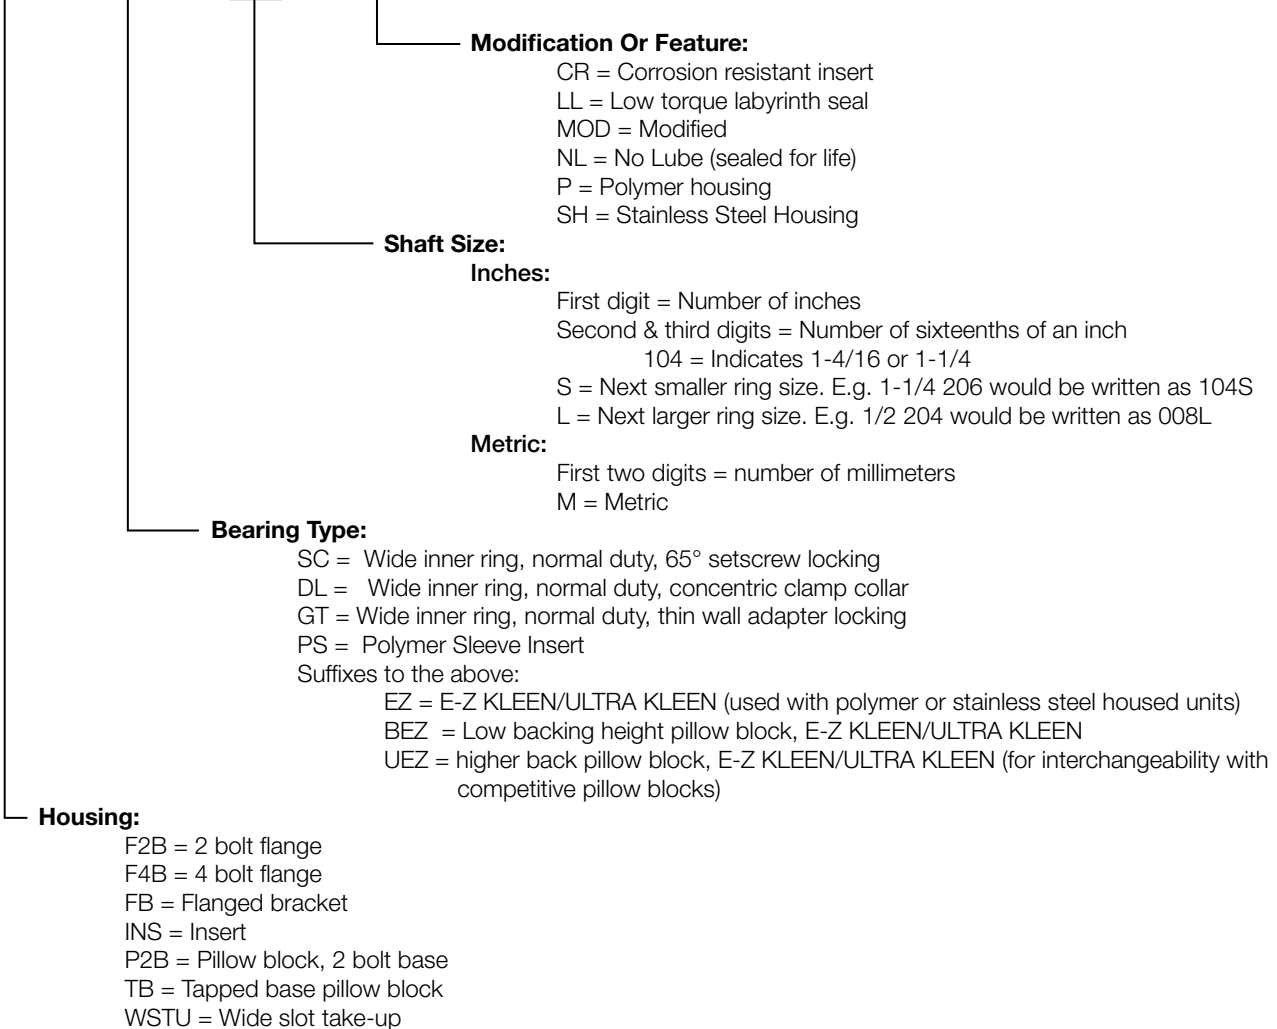 Modification Or Feature:
CR = Corrosion resistant insert
LL = Low torque labyrinth seal
MOD = Modified
NL = No Lube (sealed for life)
P = Polymer housing
SH = Stainless Steel Housing
Shaft Size:
Inches:
First digit = Number of inches
Second & third digits = Number of sixteenths of an inch
104 = Indicates 1-4/16 or 1-1/4
S = Next smaller ring size. E.g. 1-1/4 206 would be written as 104S
L = Next larger ring size. E.g. 1/2 204 would be written as 008L
Metric:
First two digits = number of millimeters
M = Metric
Bearing Type:
SC = Wide inner ring, normal duty, 65° setscrew locking
DL = Wide inner ring, normal duty, concentric clamp collar
GT = Wide inner ring, normal duty, thin wall adapter locking
PS = Polymer Sleeve Insert
Suffixes to the above:
EZ = E-Z KLEEN/ULTRA KLEEN (used with polymer or stainless steel housed units)
BEZ = Low backing height pillow block, E-Z KLEEN/ULTRA KLEEN
UEZ = higher back pillow block, E-Z KLEEN/ULTRA KLEEN (for interchangeability with
competitive pillow blocks)
Housing:
F2B = 2 bolt flange
F4B = 4 bolt flange
FB = Flanged bracket
INS = Insert
P2B = Pillow block, 2 bolt base
TB = Tapped base pillow block
WSTU = Wide slot take-up